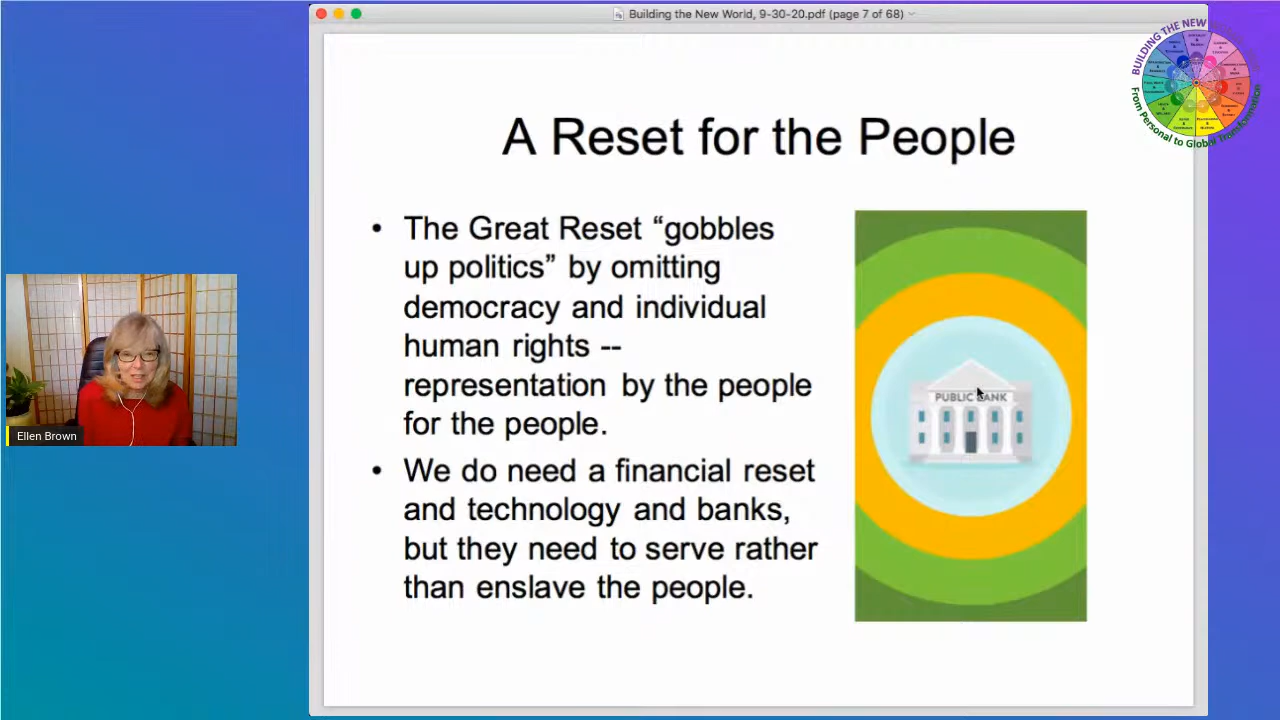 Building the New World, 9-30-20.pdf (page 7 of 68)
BUILDING THE NEW
From Personal to Global Transformation
A Reset for the People
• The Great Reset “gobbles
up politics” by omitting
democracy and individual
human rights --
representation by the people
for the people.
• We do need a financial reset
and technology and banks,
but they need to serve rather
than enslave the people.
PUBLIC BANK
Ellen Brown